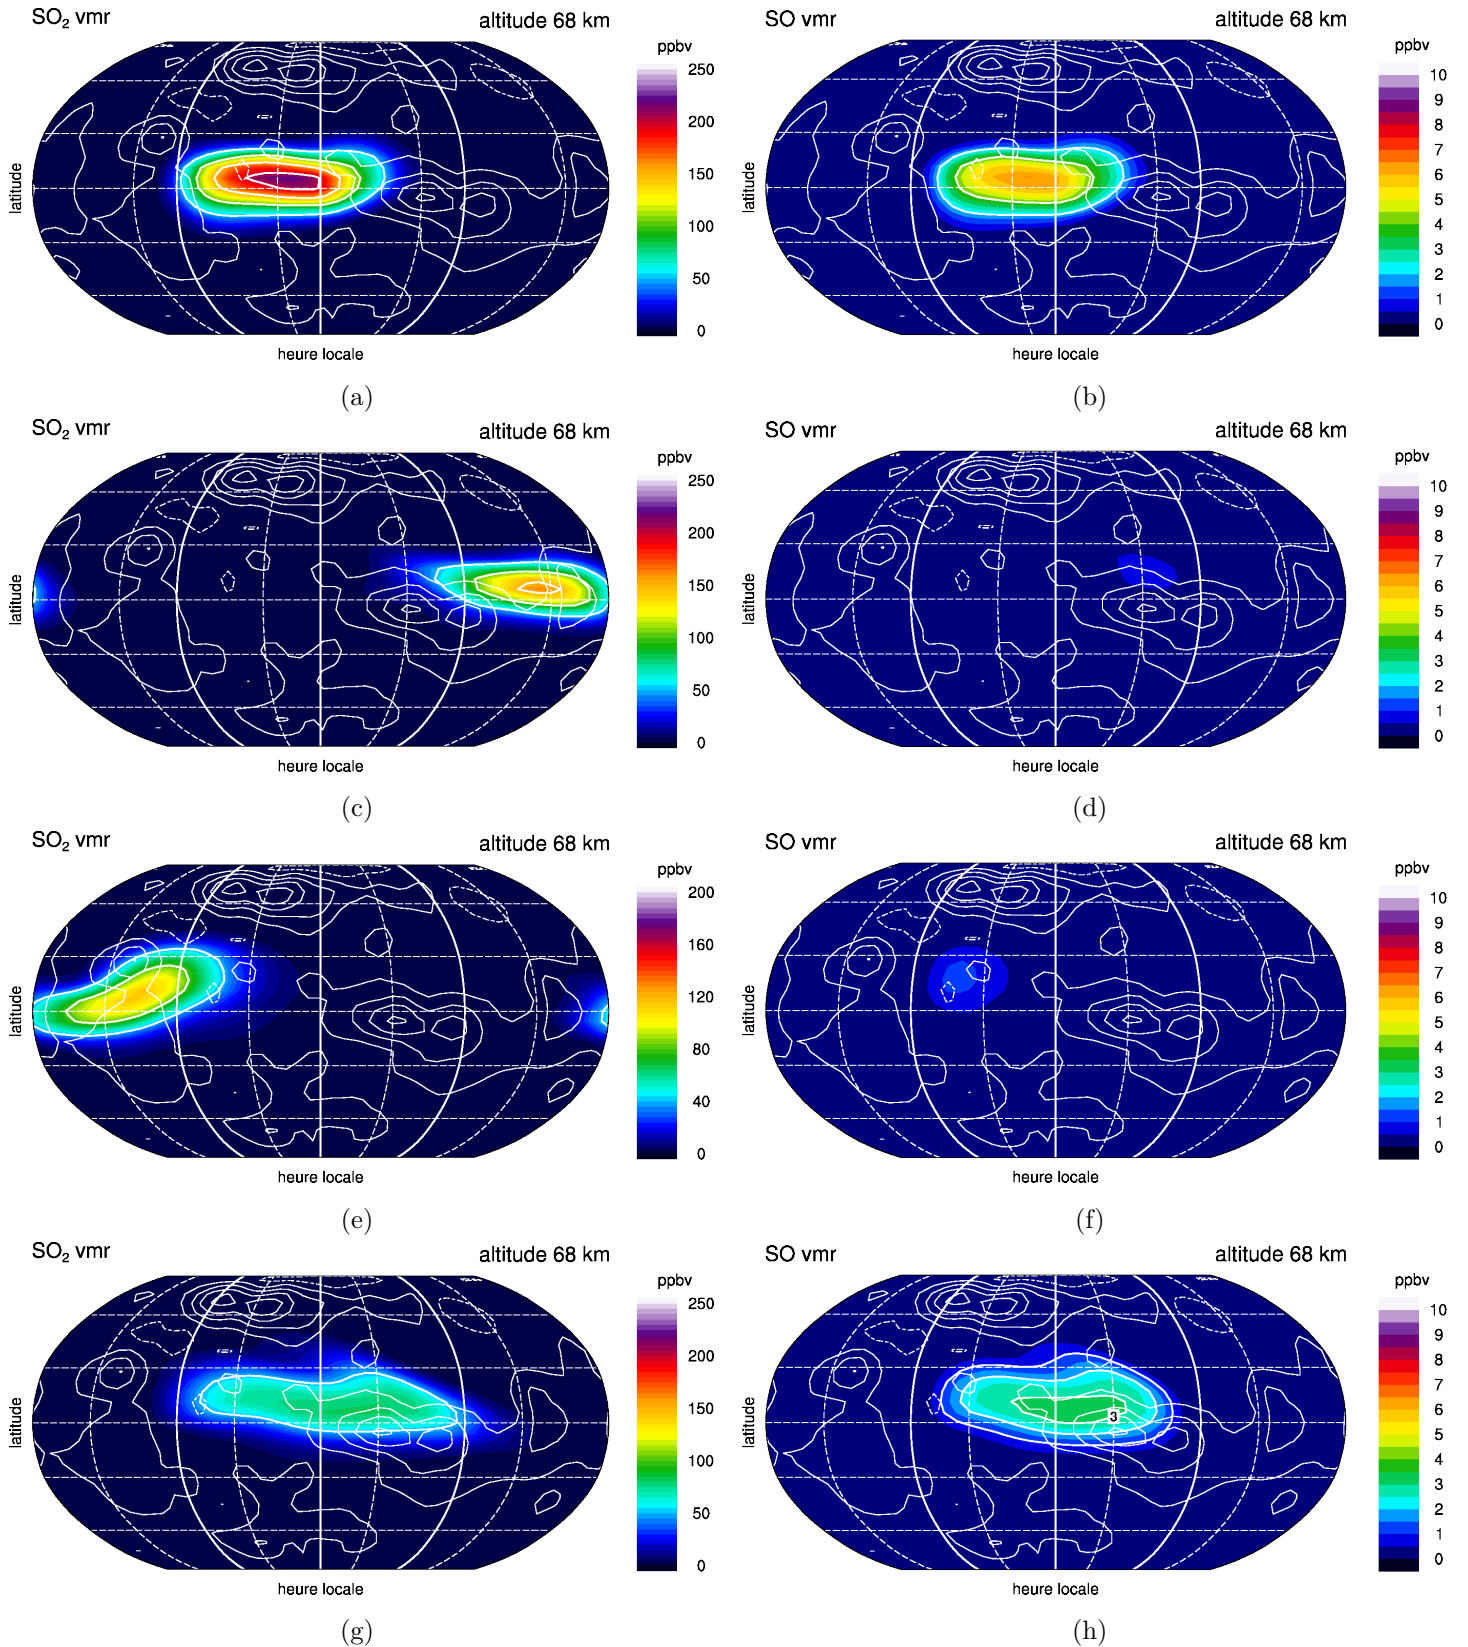 SO₂ vmr altitude 68 km
ppbv
250
200
150
100
50
0
latitude
heure locale
(a)
SO vmr altitude 68 km
ppbv
10
9
8
7
6
5
4
3
2
1
0
latitude
heure locale
(b)
SO₂ vmr altitude 68 km
ppbv
250
200
150
100
50
0
latitude
heure locale
(c)
SO vmr altitude 68 km
ppbv
10
9
8
7
6
5
4
3
2
1
0
latitude
heure locale
(d)
SO₂ vmr altitude 68 km
ppbv
200
160
120
80
40
0
latitude
heure locale
(e)
SO vmr altitude 68 km
ppbv
10
9
8
7
6
5
4
3
2
1
0
latitude
heure locale
(f)
SO₂ vmr altitude 68 km
ppbv
250
200
150
100
50
0
latitude
heure locale
(g)
SO vmr altitude 68 km
ppbv
10
9
8
7
6
5
4
3
2
1
0
3
latitude
heure locale
(h)